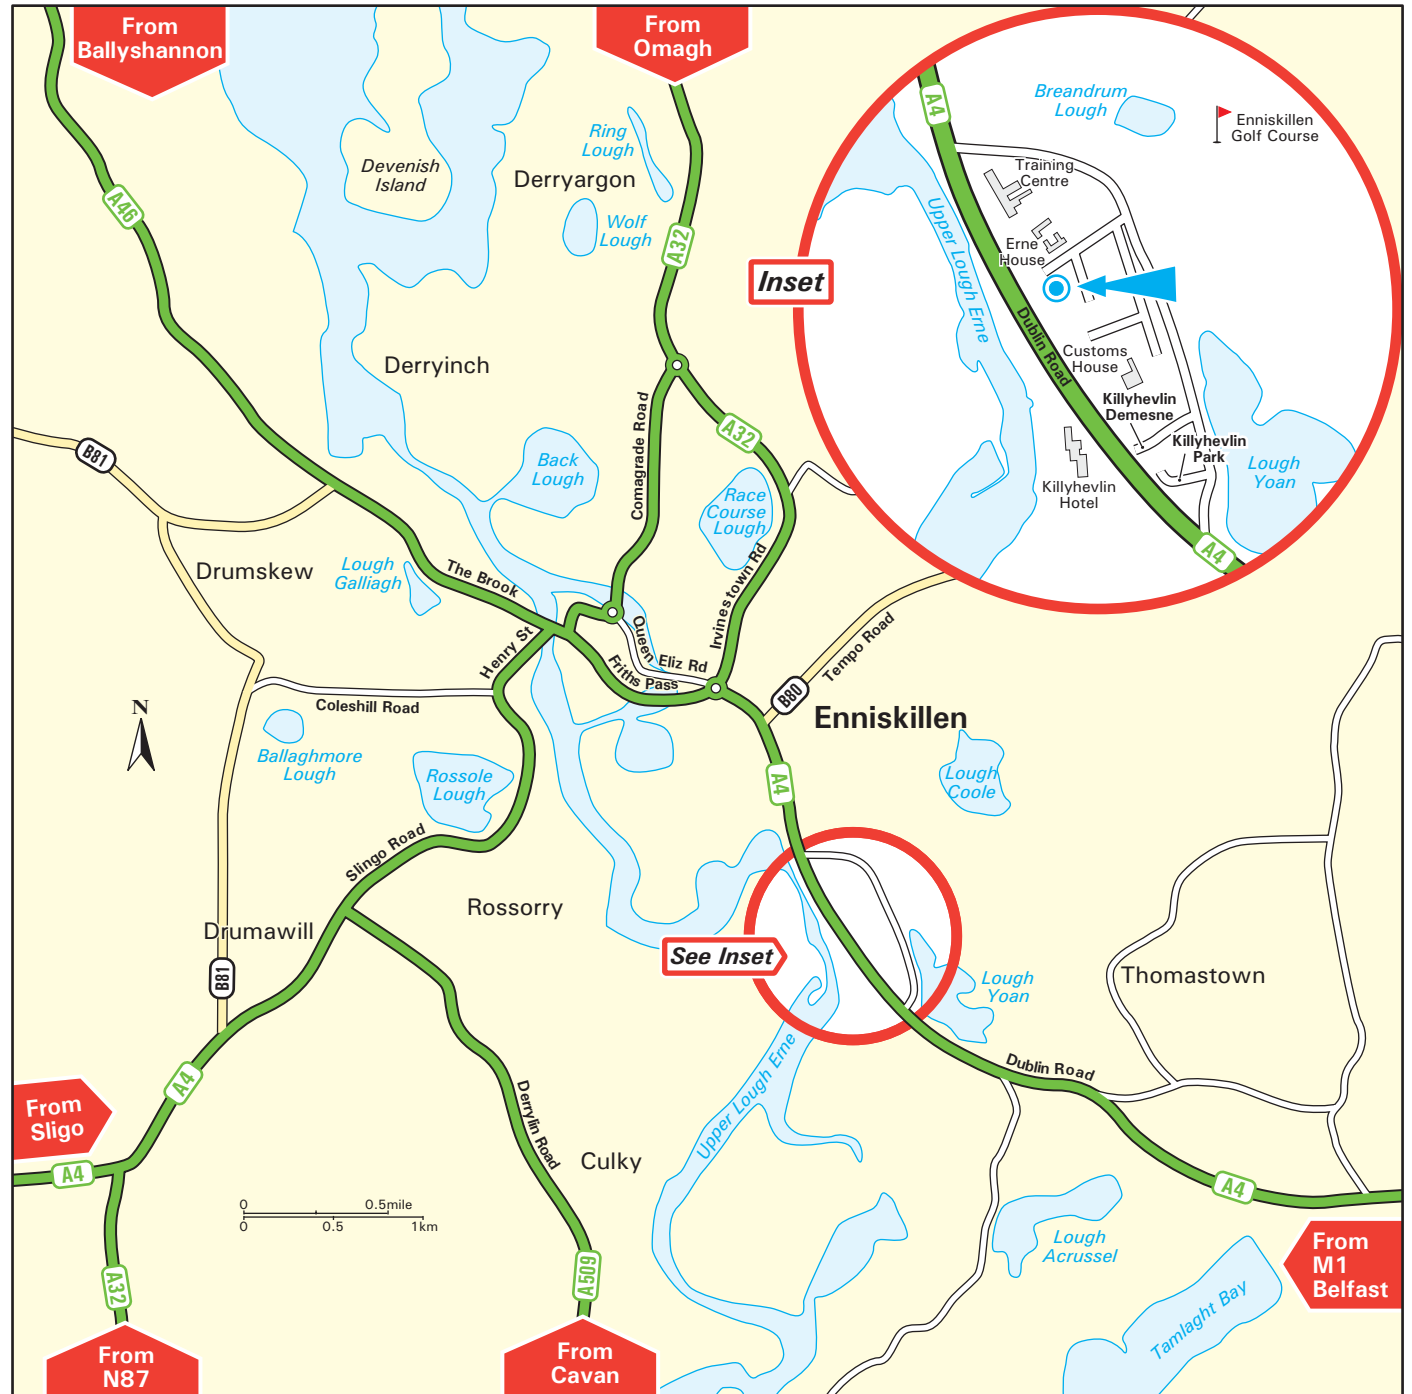 From
Ballyshannon
From
Omagh
A46
Devenish
Island
Ring
Lough
Derryargon
Wolf
Lough
A32
Derryinch
Comagrade Road
A32
B81
Back
Lough
Race
Course
Lough
Irvinestown Rd
Drumskew
Lough
Galliagh
The Brook
Henry St
Queen
Eliz Rd
Friths Pass
Tempo Road
B80
Enniskillen
N
Coleshill Road
Ballaghmore
Lough
Rossole
Lough
A4
Lough
Coole
Slingo Road
Rossorry
Drumawill
B81
See Inset
Lough
Yoan
Thomastown
Dublin Road
A4
From
Sligo
A4
Derrylin Road
Culky
Upper Lough Erne
0
0.5mile
0
0.5
1km
A32
A509
A4
Lough
Acrussel
Tamlaght Bay
From
M1
Belfast
From
N87
From
Cavan
Inset
A4
Breandrum
Lough
Enniskillen
Golf Course
Training
Centre
Upper Lough Erne
Erne
House
Dublin Road
Customs
House
Killyhevlin
Demesne
Killyhevlin
Park
Lough
Yoan
Killyhevlin
Hotel
A4